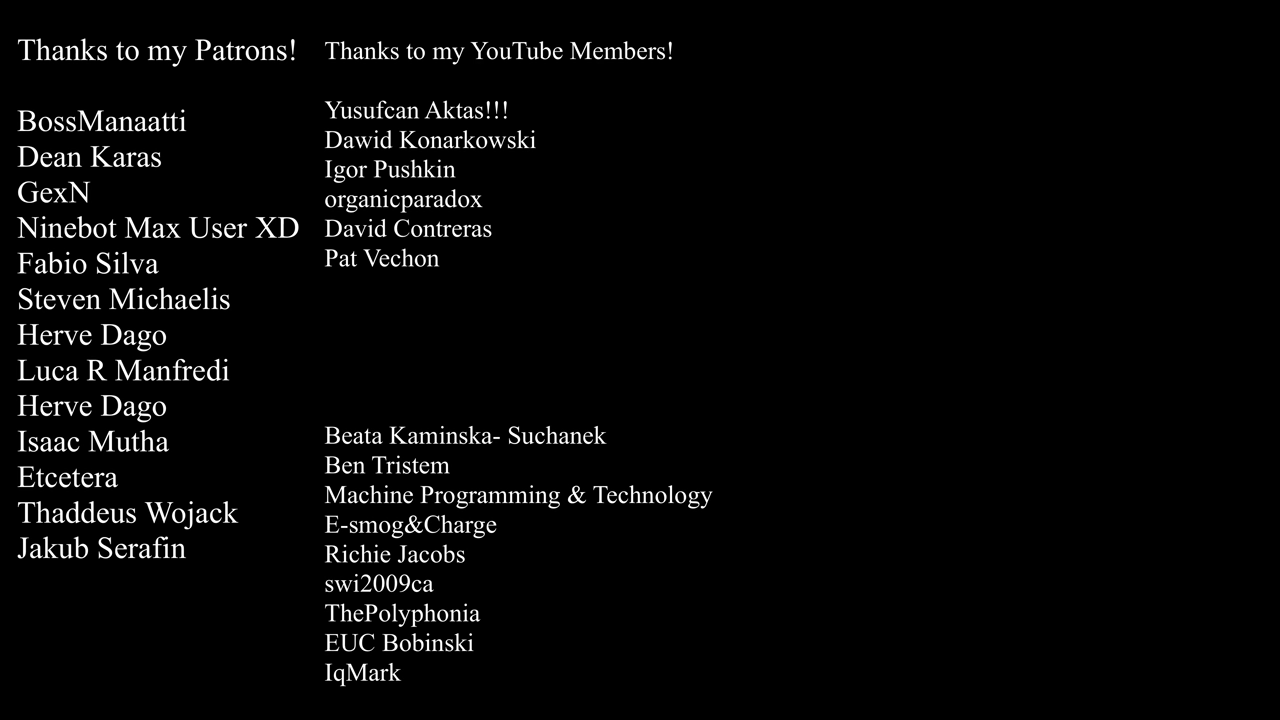 Thanks to my Patrons!
BossManaatti
Dean Karas
GexN
Ninebot Max User XD
Fabio Silva
Steven Michaelis
Herve Dago
Luca R Manfredi
Herve Dago
Isaac Mutha
Etcetera
Thaddeus Wojack
Jakub Serafin
Thanks to my YouTube Members!
Yusufcan Aktas!!!
Dawid Konarkowski
Igor Pushkin
organicparadox
David Contreras
Pat Vechon
Beata Kaminska- Suchanek
Ben Tristem
Machine Programming & Technology
E-smog&Charge
Richie Jacobs
swi2009ca
ThePolyphonia
EUC Bobinski
IqMark